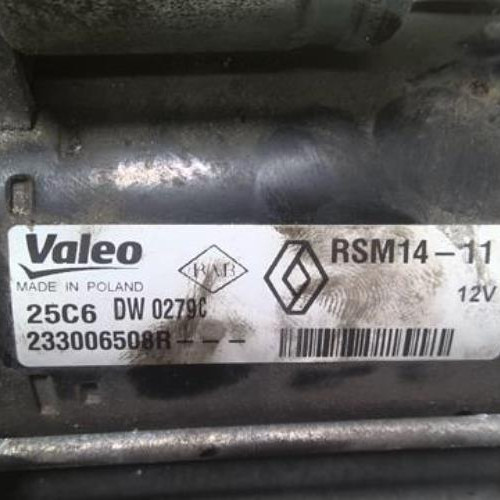 Valeo
RSM14-11
MADE IN POLAND
12V
25C6 DW 0279C
233006508R---